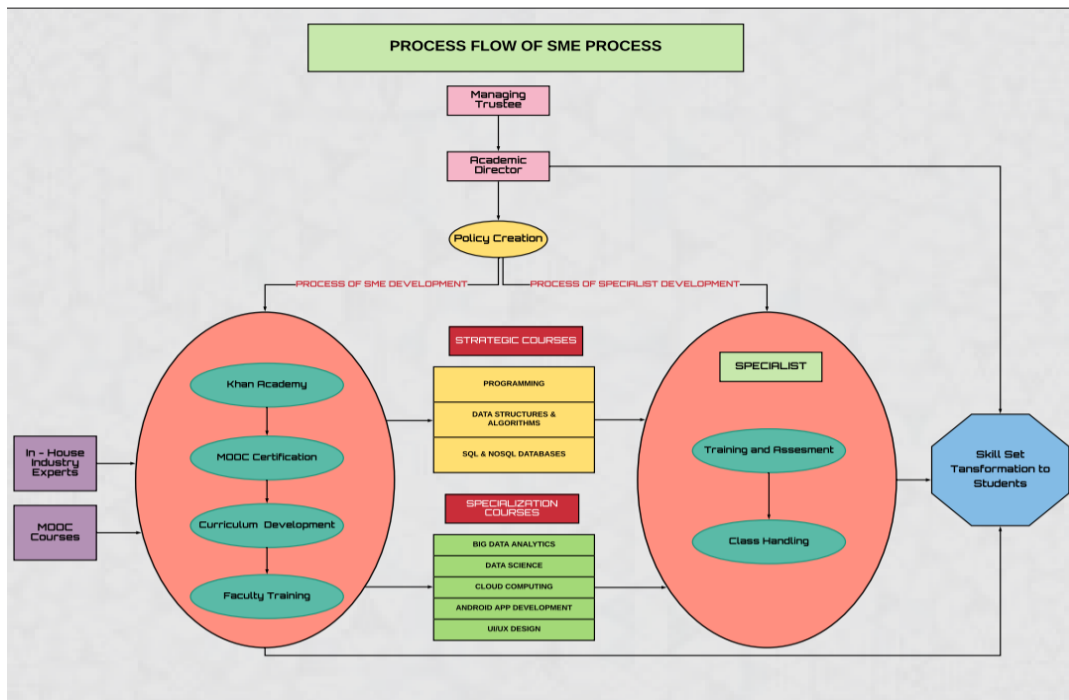 PROCESS FLOW OF SME PROCESS
Managing
Trustee
Academic
Director
Policy Creation
PROCESS OF SME DEVELOPMENT
PROCESS OF SPECIALIST DEVELOPMENT
In - House
Industry
Experts
MOOC
Courses
Khan Academy
MOOC Certification
Curriculum Development
Faculty Training
STRATEGIC COURSES
PROGRAMMING
DATA STRUCTURES &
ALGORITHMS
SQL & NOSQL DATABASES
SPECIALIZATION
COURSES
BIG DATA ANALYTICS
DATA SCIENCE
CLOUD COMPUTING
ANDROID APP DEVELOPMENT
UI/UX DESIGN
SPECIALIST
Training and Assesment
Class Handling
Skill Set
Tansformation to
Students